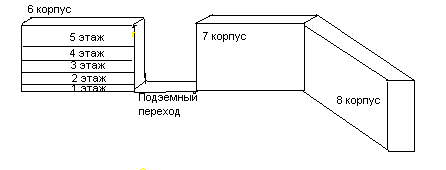 6 корпус
5 этаж
4 этаж
3 этаж
2 этаж
1 этаж
Подземный
переход
7 корпус
8 корпус